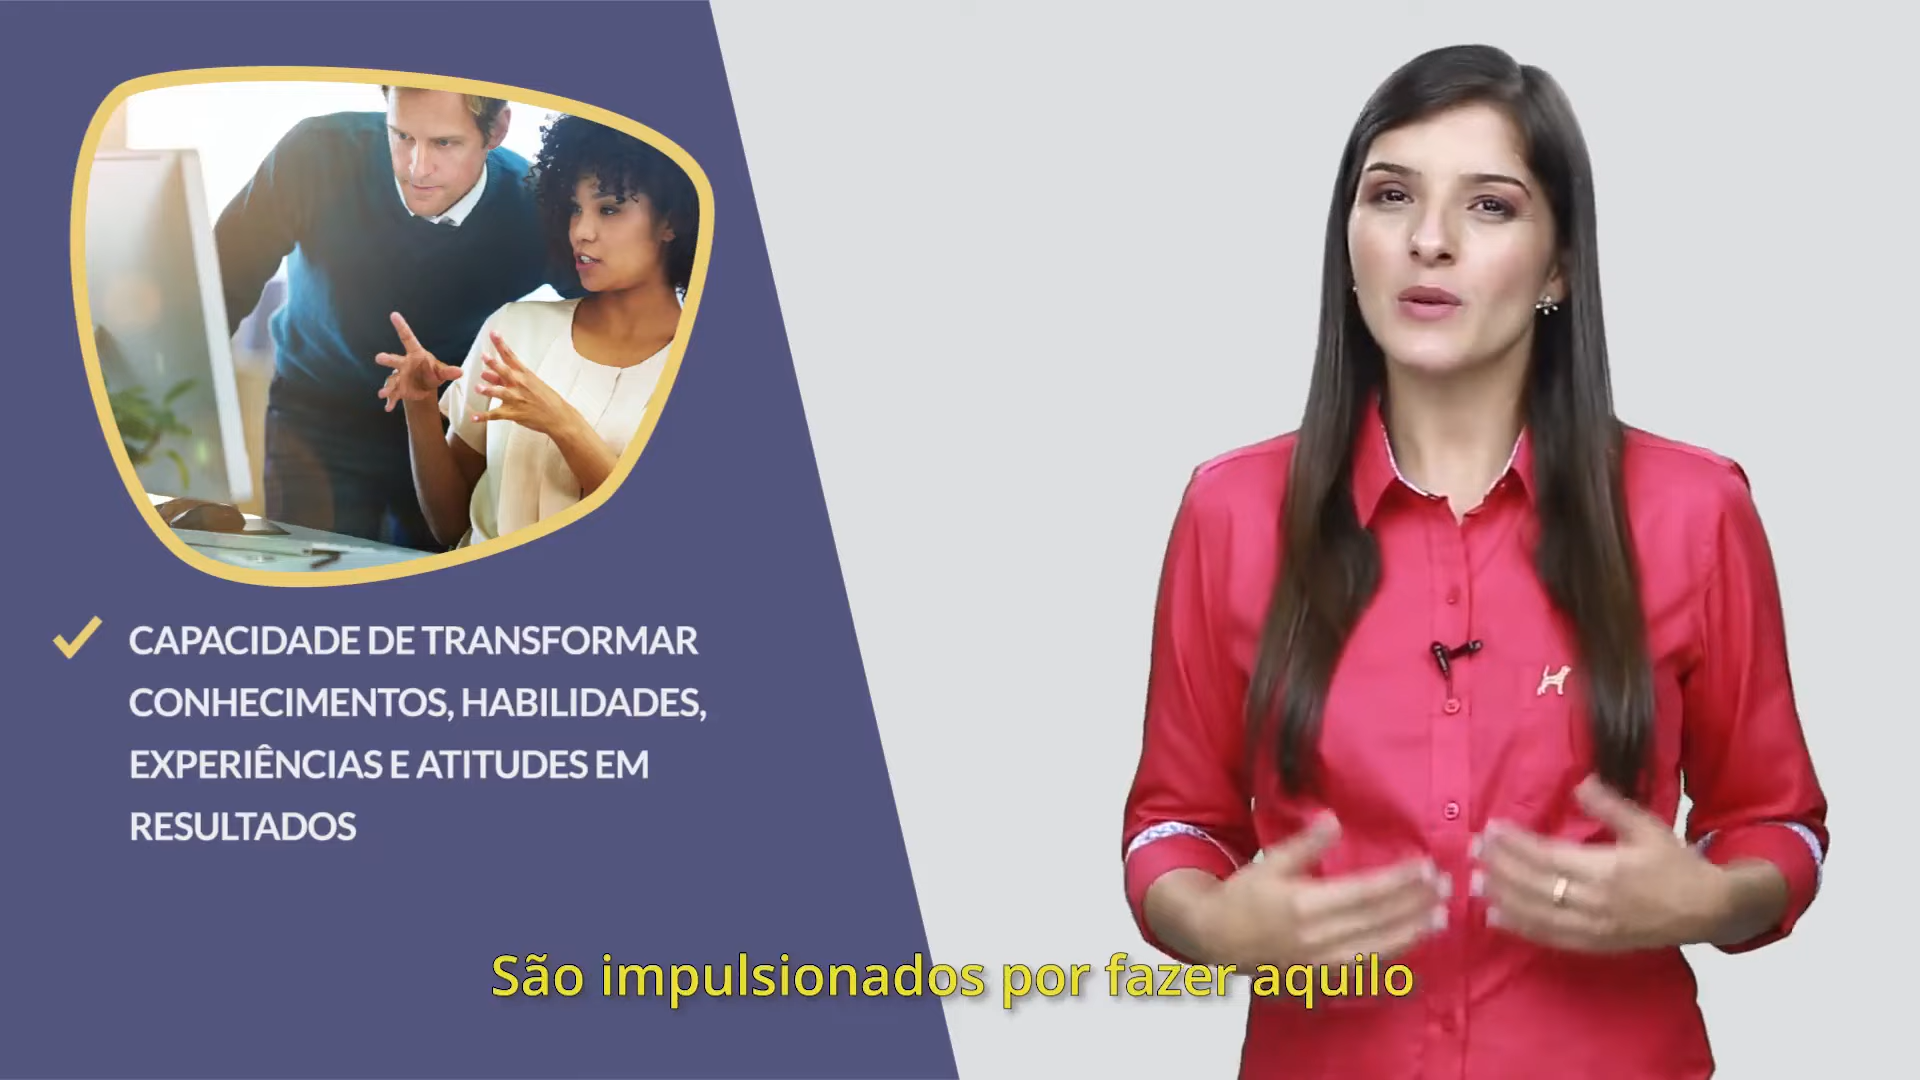 CAPACIDADE DE TRANSFORMAR
CONHECIMENTOS, HABILIDADES,
EXPERIÊNCIAS E ATITUDES EM
RESULTADOS
São impulsionados por fazer aquilo